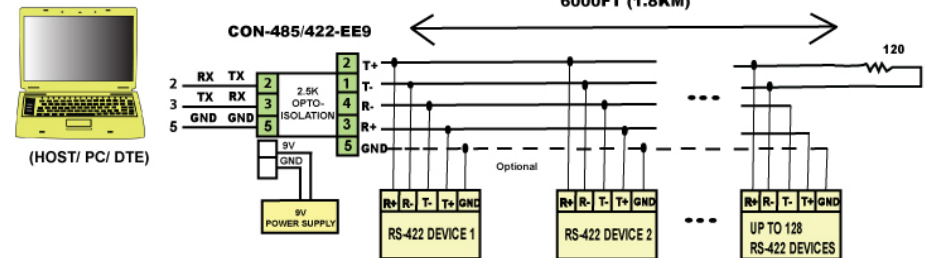 6000FT (1.8KM)
CON-485/422-EE9
120
2 RX TX 2
3 TX RX 3
5 GND GND 5
2.5K
OPTO-
ISOLATION
2 T+
1 T-
4 R-
3 R+
5 GND
9V
GND
9V
POWER SUPPLY
(HOST/ PC/ DTE)
Optional
R+ R- T- T+ GND
RS-422 DEVICE 1
R+ R- T- T+ GND
RS-422 DEVICE 2
R+ R- T- T+ GND
UP TO 128
RS-422 DEVICES